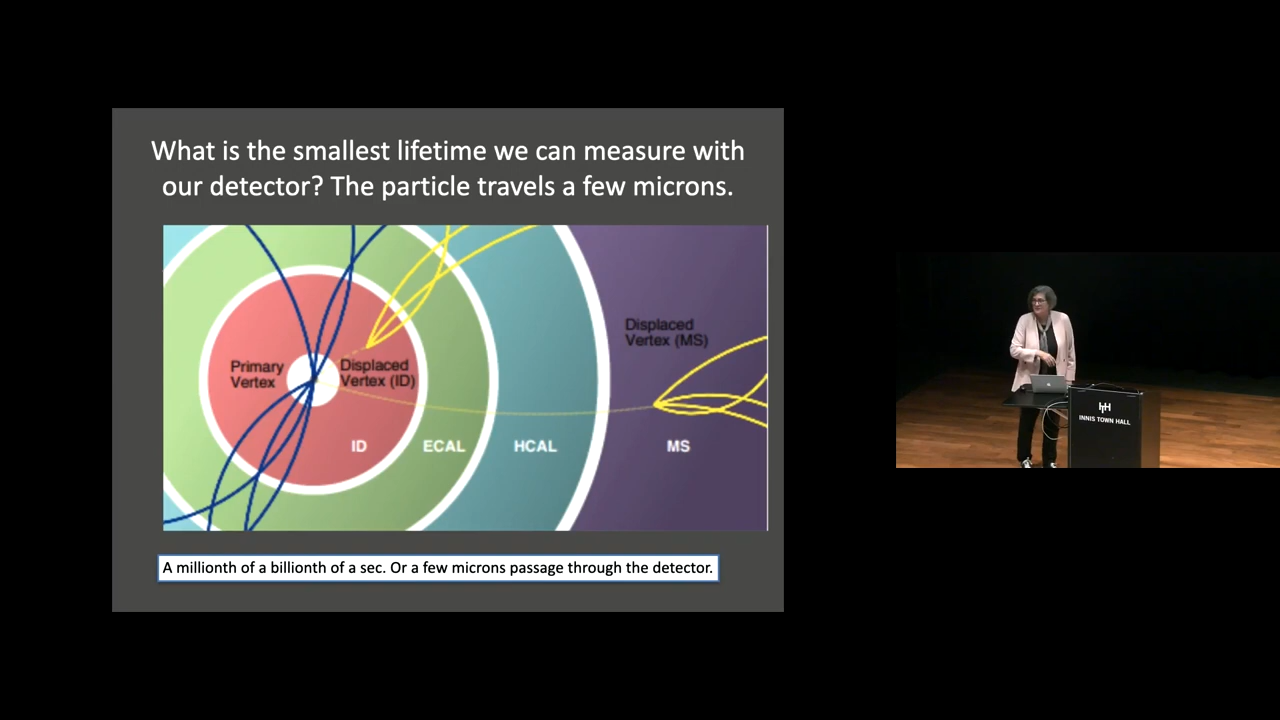 What is the smallest lifetime we can measure with
our detector? The particle travels a few microns.
Primary
Vertex
Displaced
Vertex (ID)
Displaced
Vertex (MS)
ID
ECAL
HCAL
MS
A millionth of a billionth of a sec. Or a few microns passage through the detector.
INNIS TOWN HALL